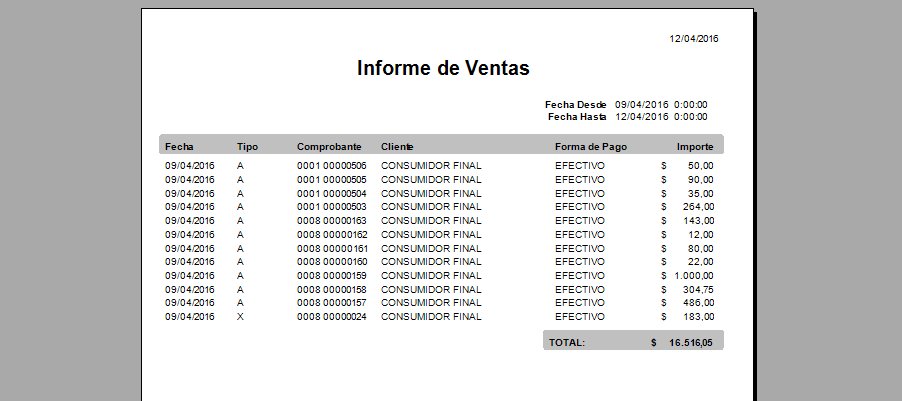 12/04/2016
Informe de Ventas
Fecha Desde 09/04/2016 0:00:00
Fecha Hasta 12/04/2016 0:00:00
Fecha Tipo Comprobante Cliente Forma de Pago Importe
09/04/2016 A 0001 00000506 CONSUMIDOR FINAL EFECTIVO $ 50,00
09/04/2016 A 0001 00000505 CONSUMIDOR FINAL EFECTIVO $ 90,00
09/04/2016 A 0001 00000504 CONSUMIDOR FINAL EFECTIVO $ 35,00
09/04/2016 A 0001 00000503 CONSUMIDOR FINAL EFECTIVO $ 264,00
09/04/2016 A 0008 00000163 CONSUMIDOR FINAL EFECTIVO $ 143,00
09/04/2016 A 0008 00000162 CONSUMIDOR FINAL EFECTIVO $ 12,00
09/04/2016 A 0008 00000161 CONSUMIDOR FINAL EFECTIVO $ 80,00
09/04/2016 A 0008 00000160 CONSUMIDOR FINAL EFECTIVO $ 22,00
09/04/2016 A 0008 00000159 CONSUMIDOR FINAL EFECTIVO $ 1.000,00
09/04/2016 A 0008 00000158 CONSUMIDOR FINAL EFECTIVO $ 304,75
09/04/2016 A 0008 00000157 CONSUMIDOR FINAL EFECTIVO $ 486,00
09/04/2016 X 0008 00000024 CONSUMIDOR FINAL EFECTIVO $ 183,00
TOTAL: $ 16.516,05